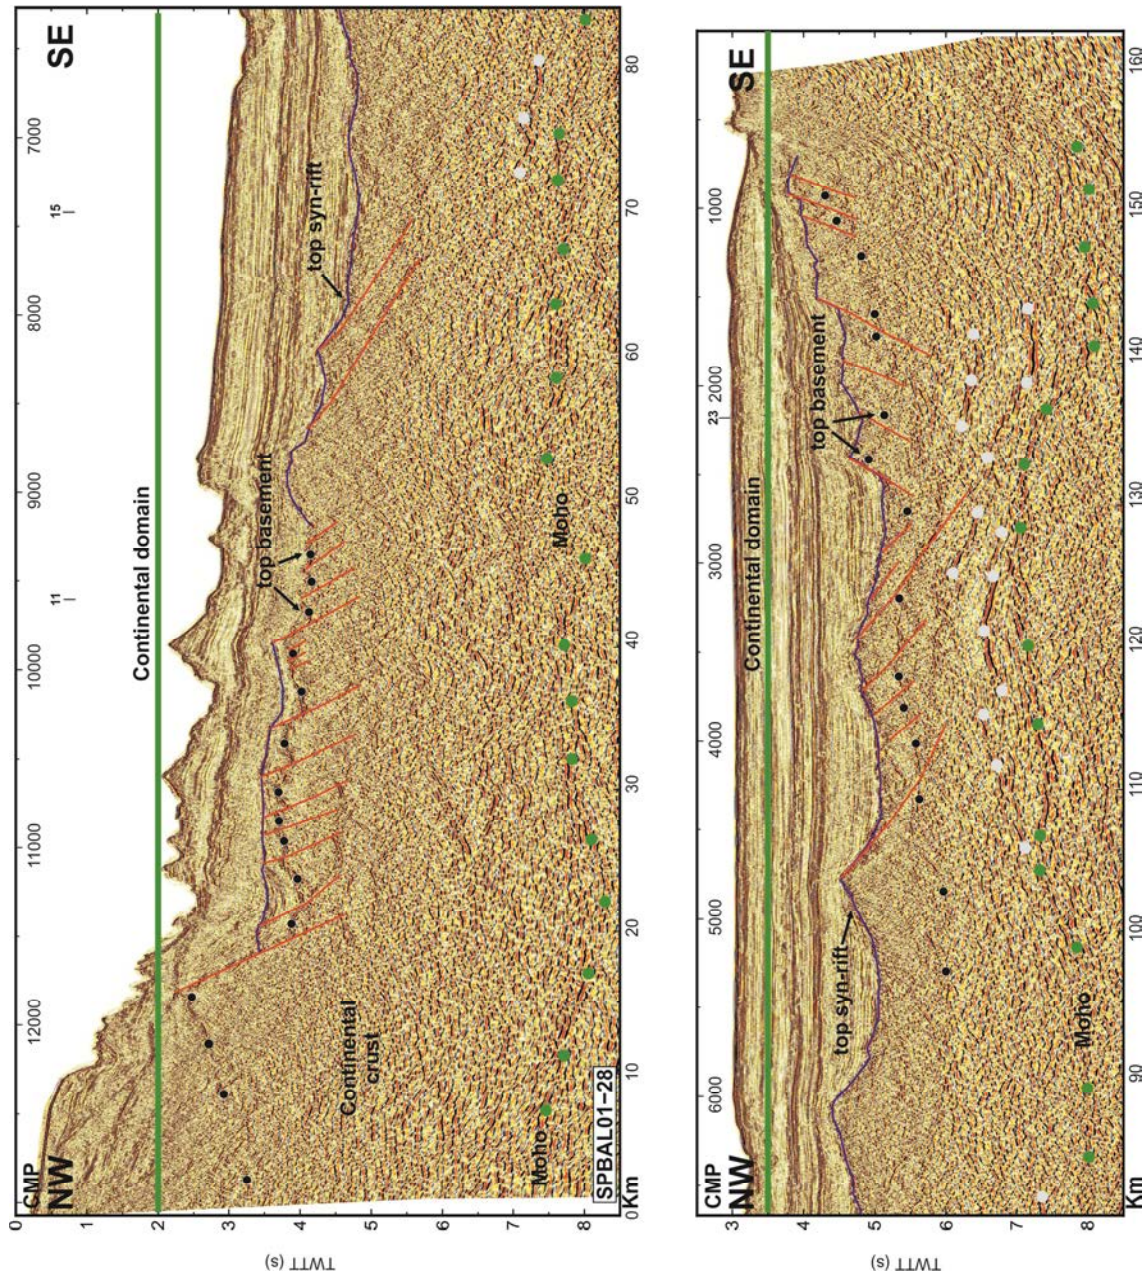 CMP
12000
11000
10000
11
9000
8000
15
7000
NW
SE
Continental domain
top basement
top syn-rift
Continental
crust
Moho
Moho
SPBAL01-28
TWTT (s)
0
1
2
3
4
5
6
7
8
Km
0
10
20
30
40
50
60
70
80
CMP
6000
5000
4000
3000
23
2000
1000
NW
SE
Continental domain
top syn-rift
top basement
Moho
TWTT (s)
3
4
5
6
7
8
Km
90
100
110
120
130
140
150
160